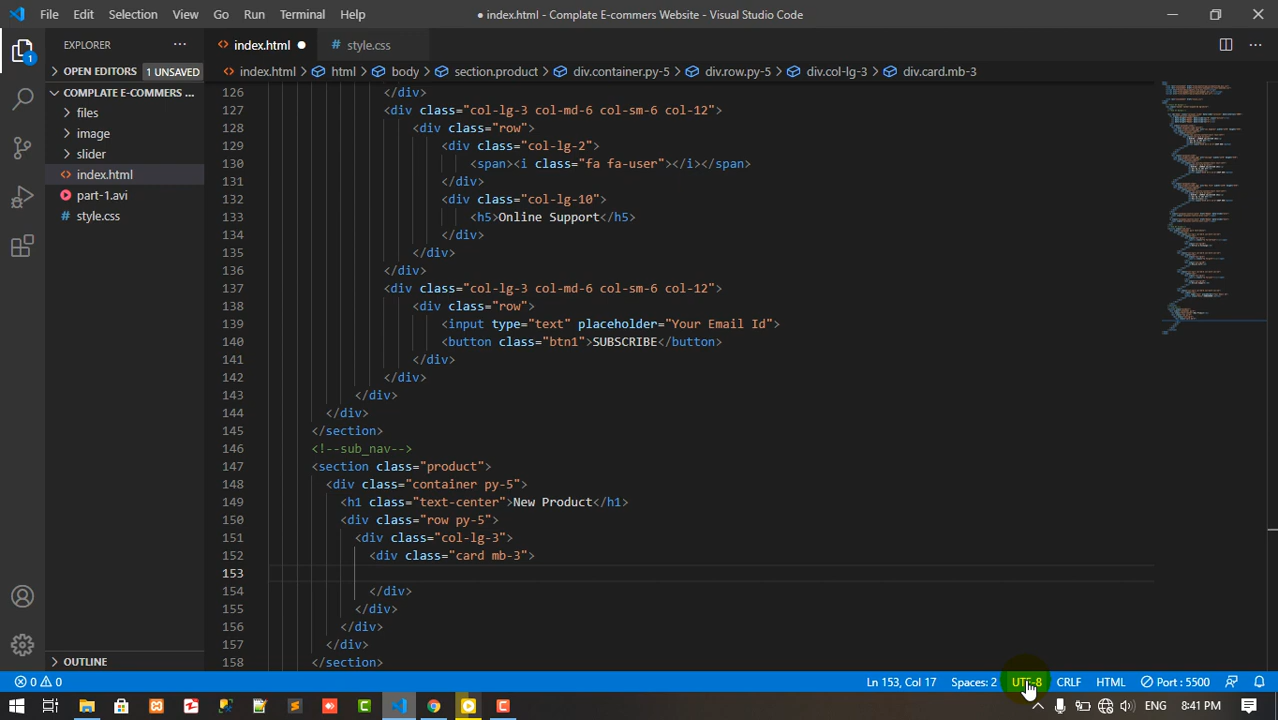 File Edit Selection View Go Run Terminal Help ● index.html - Complate E-commers Website - Visual Studio Code
EXPLORER ··· <> index.html ● # style.css
1
OPEN EDITORS 1 UNSAVED <> index.html > html > body > section.product > div.container.py-5 > div.row.py-5 > div.col-lg-3 > div.card.mb-3
COMPLATE E-COMMERS ...
files
image
slider
<> index.html
part-1.avi
# style.css
OUTLINE
126 </div>
127 <div class="col-lg-3 col-md-6 col-sm-6 col-12">
128 <div class="row">
129 <div class="col-lg-2">
130 <span><i class="fa fa-user"></i></span>
131 </div>
132 <div class="col-lg-10">
133 <h5>Online Support</h5>
134 </div>
135 </div>
136 </div>
137 <div class="col-lg-3 col-md-6 col-sm-6 col-12">
138 <div class="row">
139 <input type="text" placeholder="Your Email Id">
140 <button class="btn1">SUBSCRIBE</button>
141 </div>
142 </div>
143 </div>
144 </div>
145 </section>
146 <!--sub_nav-->
147 <section class="product">
148 <div class="container py-5">
149 <h1 class="text-center">New Product</h1>
150 <div class="row py-5">
151 <div class="col-lg-3">
152 <div class="card mb-3">
153
154 </div>
155 </div>
156 </div>
157 </div>
158 </section>
0 0 Ln 153, Col 17 Spaces: 2 UTF-8 CRLF HTML Port : 5500
ENG 8:41 PM